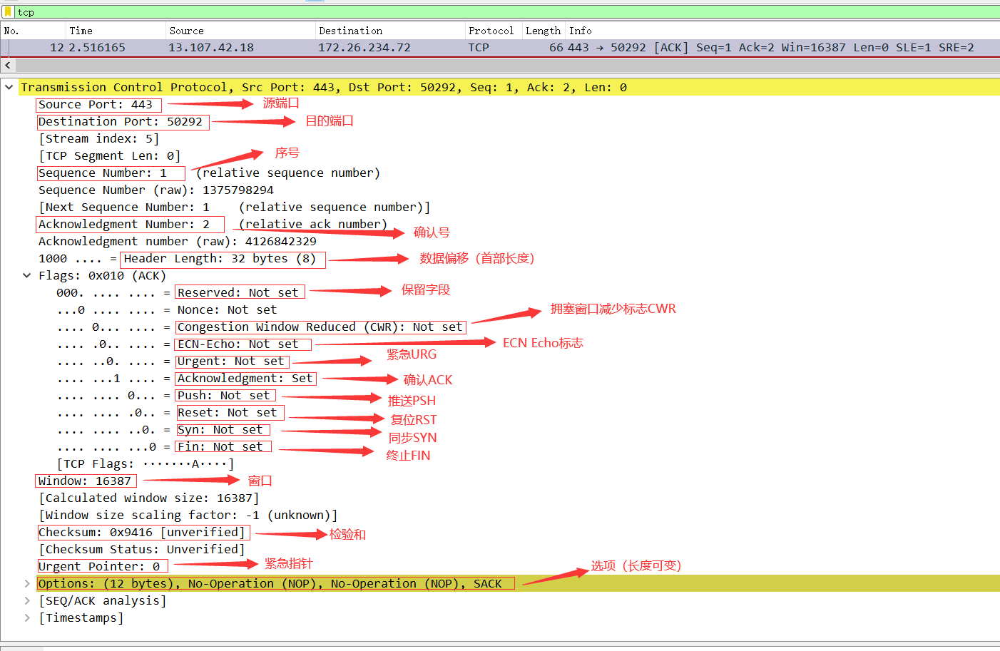 tcp
No. Time Source Destination Protocol Length Info
12 2.516165 13.107.42.18 172.26.234.72 TCP 66 443 → 50292 [ACK] Seq=1 Ack=2 Win=16387 Len=0 SLE=1 SRE=2
Transmission Control Protocol, Src Port: 443, Dst Port: 50292, Seq: 1, Ack: 2, Len: 0
Source Port: 443 源端口
Destination Port: 50292 目的端口
[Stream index: 5]
[TCP Segment Len: 0] 序号
Sequence Number: 1 (relative sequence number)
Sequence Number (raw): 1375798294
[Next Sequence Number: 1 (relative sequence number)]
Acknowledgment Number: 2 (relative ack number) 确认号
Acknowledgment number (raw): 4126842329
1000 .... = Header Length: 32 bytes (8) 数据偏移（首部长度）
Flags: 0x010 (ACK)
000. .... .... = Reserved: Not set 保留字段
...0 .... .... = Nonce: Not set 拥塞窗口减少标志CWR
.... 0... .... = Congestion Window Reduced (CWR): Not set
.... .0.. .... = ECN-Echo: Not set ECN Echo标志
.... ..0. .... = Urgent: Not set 紧急URG
.... ...1 .... = Acknowledgment: Set 确认ACK
.... .... 0... = Push: Not set 推送PSH
.... .... .0.. = Reset: Not set 复位RST
.... .... ..0. = Syn: Not set 同步SYN
.... .... ...0 = Fin: Not set 终止FIN
[TCP Flags: ·······A····]
Window: 16387 窗口
[Calculated window size: 16387]
[Window size scaling factor: -1 (unknown)]
Checksum: 0x9416 [unverified] 检验和
[Checksum Status: Unverified]
Urgent Pointer: 0 紧急指针
Options: (12 bytes), No-Operation (NOP), No-Operation (NOP), SACK 选项（长度可变）
[SEQ/ACK analysis]
[Timestamps]